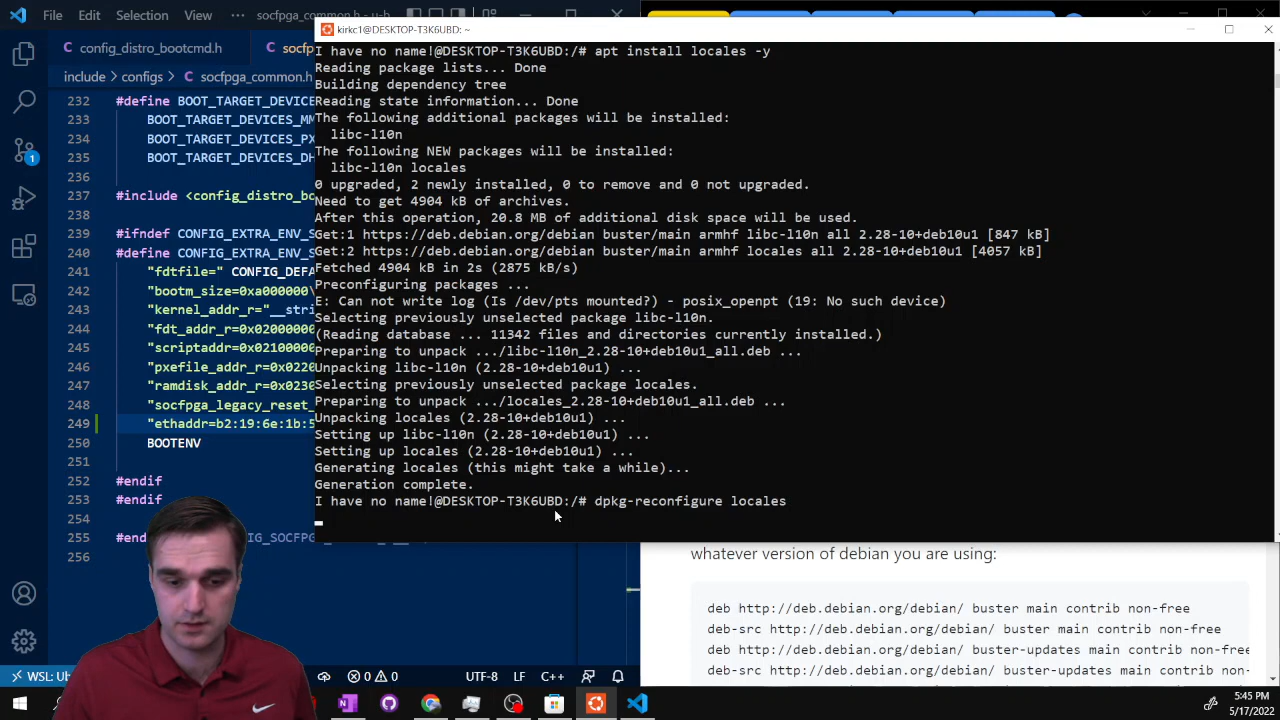 File Edit Selection View Go Run
socfpga_common.h - u-b
config_distro_bootcmd.h
socf
include > configs > socfpga_common.h
232 #define BOOT_TARGET_DEVICES
233 BOOT_TARGET_DEVICES_MM
234 BOOT_TARGET_DEVICES_PX
235 BOOT_TARGET_DEVICES_DH
236
237 #include <config_distro_bo
238
239 #ifndef CONFIG_EXTRA_ENV_S
240 #define CONFIG_EXTRA_ENV_S
241 "fdtfile=" CONFIG_DEFA
242 "bootm_size=0xa000000\
243 "kernel_addr_r="__stri
244 "fdt_addr_r=0x02000000
245 "scriptaddr=0x02100000
246 "pxefile_addr_r=0x0220
247 "ramdisk_addr_r=0x0230
248 "socfpga_legacy_reset_
249 "ethaddr=b2:19:6e:1b:5
250 BOOTENV
251
252 #endif
253 #endif
254
255 #end
CONFIG_SOCFP
256
1
kirkc1@DESKTOP-T3K6UBD: ~
I have no name!@DESKTOP-T3K6UBD:/# apt install locales -y
Reading package lists... Done
Building dependency tree
Reading state information... Done
The following additional packages will be installed:
libc-l10n
The following NEW packages will be installed:
libc-l10n locales
0 upgraded, 2 newly installed, 0 to remove and 0 not upgraded.
Need to get 4904 kB of archives.
After this operation, 20.8 MB of additional disk space will be used.
Get:1 https://deb.debian.org/debian buster/main armhf libc-l10n all 2.28-10+deb10u1 [847 kB]
Get:2 https://deb.debian.org/debian buster/main armhf locales all 2.28-10+deb10u1 [4057 kB]
Fetched 4904 kB in 2s (2875 kB/s)
Preconfiguring packages ...
E: Can not write log (Is /dev/pts mounted?) - posix_openpt (19: No such device)
Selecting previously unselected package libc-l10n.
(Reading database ... 11342 files and directories currently installed.)
Preparing to unpack .../libc-l10n_2.28-10+deb10u1_all.deb ...
Unpacking libc-l10n (2.28-10+deb10u1) ...
Selecting previously unselected package locales.
Preparing to unpack .../locales_2.28-10+deb10u1_all.deb ...
Unpacking locales (2.28-10+deb10u1) ...
Setting up libc-l10n (2.28-10+deb10u1) ...
Setting up locales (2.28-10+deb10u1) ...
Generating locales (this might take a while)...
Generation complete.
I have no name!@DESKTOP-T3K6UBD:/# dpkg-reconfigure locales
whatever version of debian you are using:
deb http://deb.debian.org/debian/ buster main contrib non-free
deb-src http://deb.debian.org/debian/ buster main contrib non-free
deb http://deb.debian.org/debian/ buster-updates main contrib non-free
deb-src http://deb.debian.org/debian/ buster-updates main contrib non-
WSL: Ub
0 0
UTF-8 LF C++
5:45 PM
5/17/2022